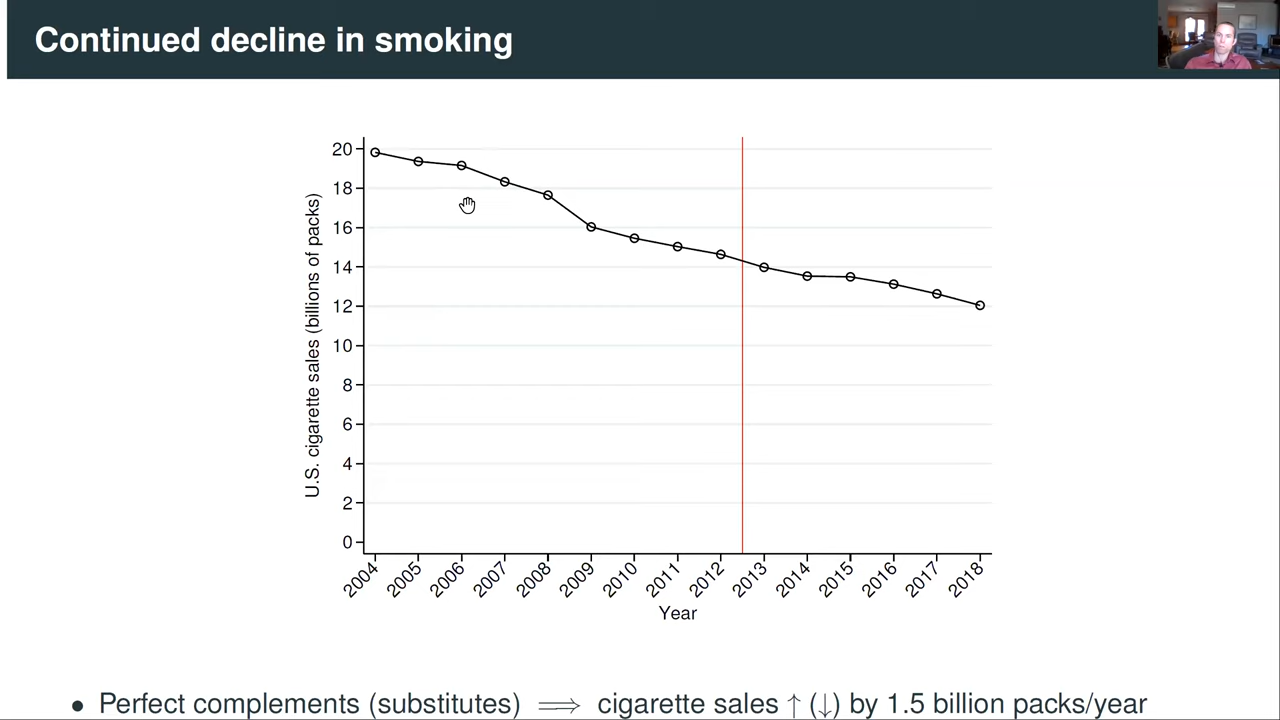 Continued decline in smoking
20
18
16
14
12
10
8
6
4
2
0
U.S. cigarette sales (billions of packs)
2004 2005 2006 2007 2008 2009 2010 2011 2012 2013 2014 2015 2016 2017 2018
Year
• Perfect complements (substitutes) ⟹ cigarette sales ↑ (↓) by 1.5 billion packs/year